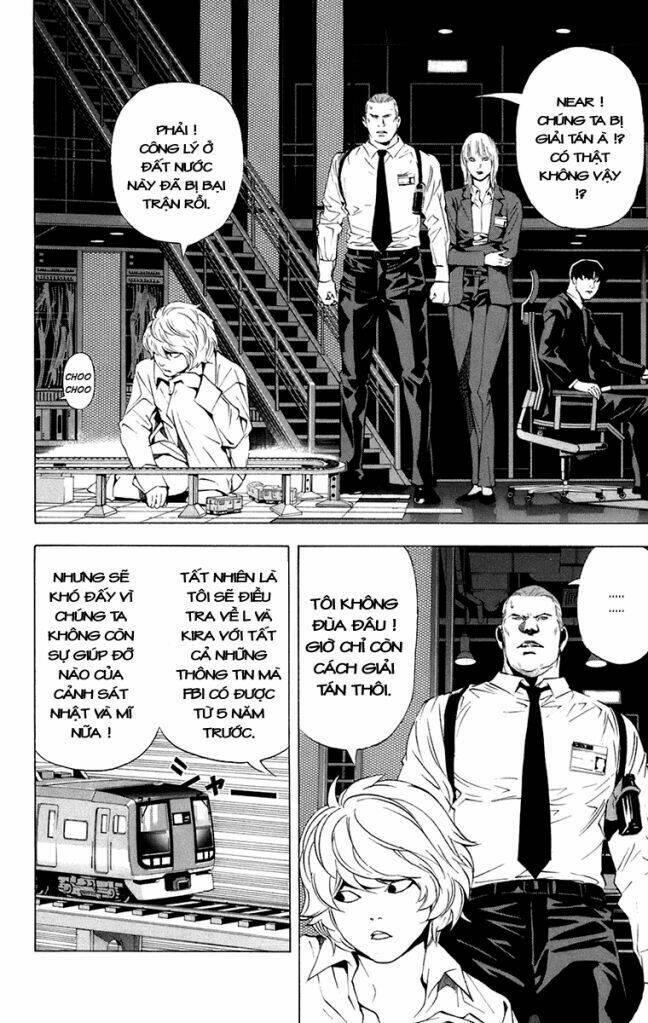 NEAR !
CHÚNG TA BỊ
GIẢI TÁN À !?
CÓ THẬT
KHÔNG VẬY
!?
PHẢI !
CÔNG LÝ Ở
ĐẤT NƯỚC
NÀY ĐÃ BỊ BẠI
TRẬN RỒI.
CHOO
CHOO
......
......
TÔI KHÔNG
ĐÙA ĐÂU !
GIỜ CHỈ CÒN
CÁCH GIẢI
TÁN THÔI.
TẤT NHIÊN LÀ
TÔI SẼ ĐIỀU
TRA VỀ L VÀ
KIRA VỚI TẤT
CẢ NHỮNG
THÔNG TIN MÀ
FBI CÓ ĐƯỢC
TỪ 5 NĂM
TRƯỚC.
NHƯNG SẼ
KHÓ ĐẤY VÌ
CHÚNG TA
KHÔNG CÒN
SỰ GIÚP ĐỠ
NÀO CỦA
CẢNH SÁT
NHẬT VÀ MĨ
NỮA !